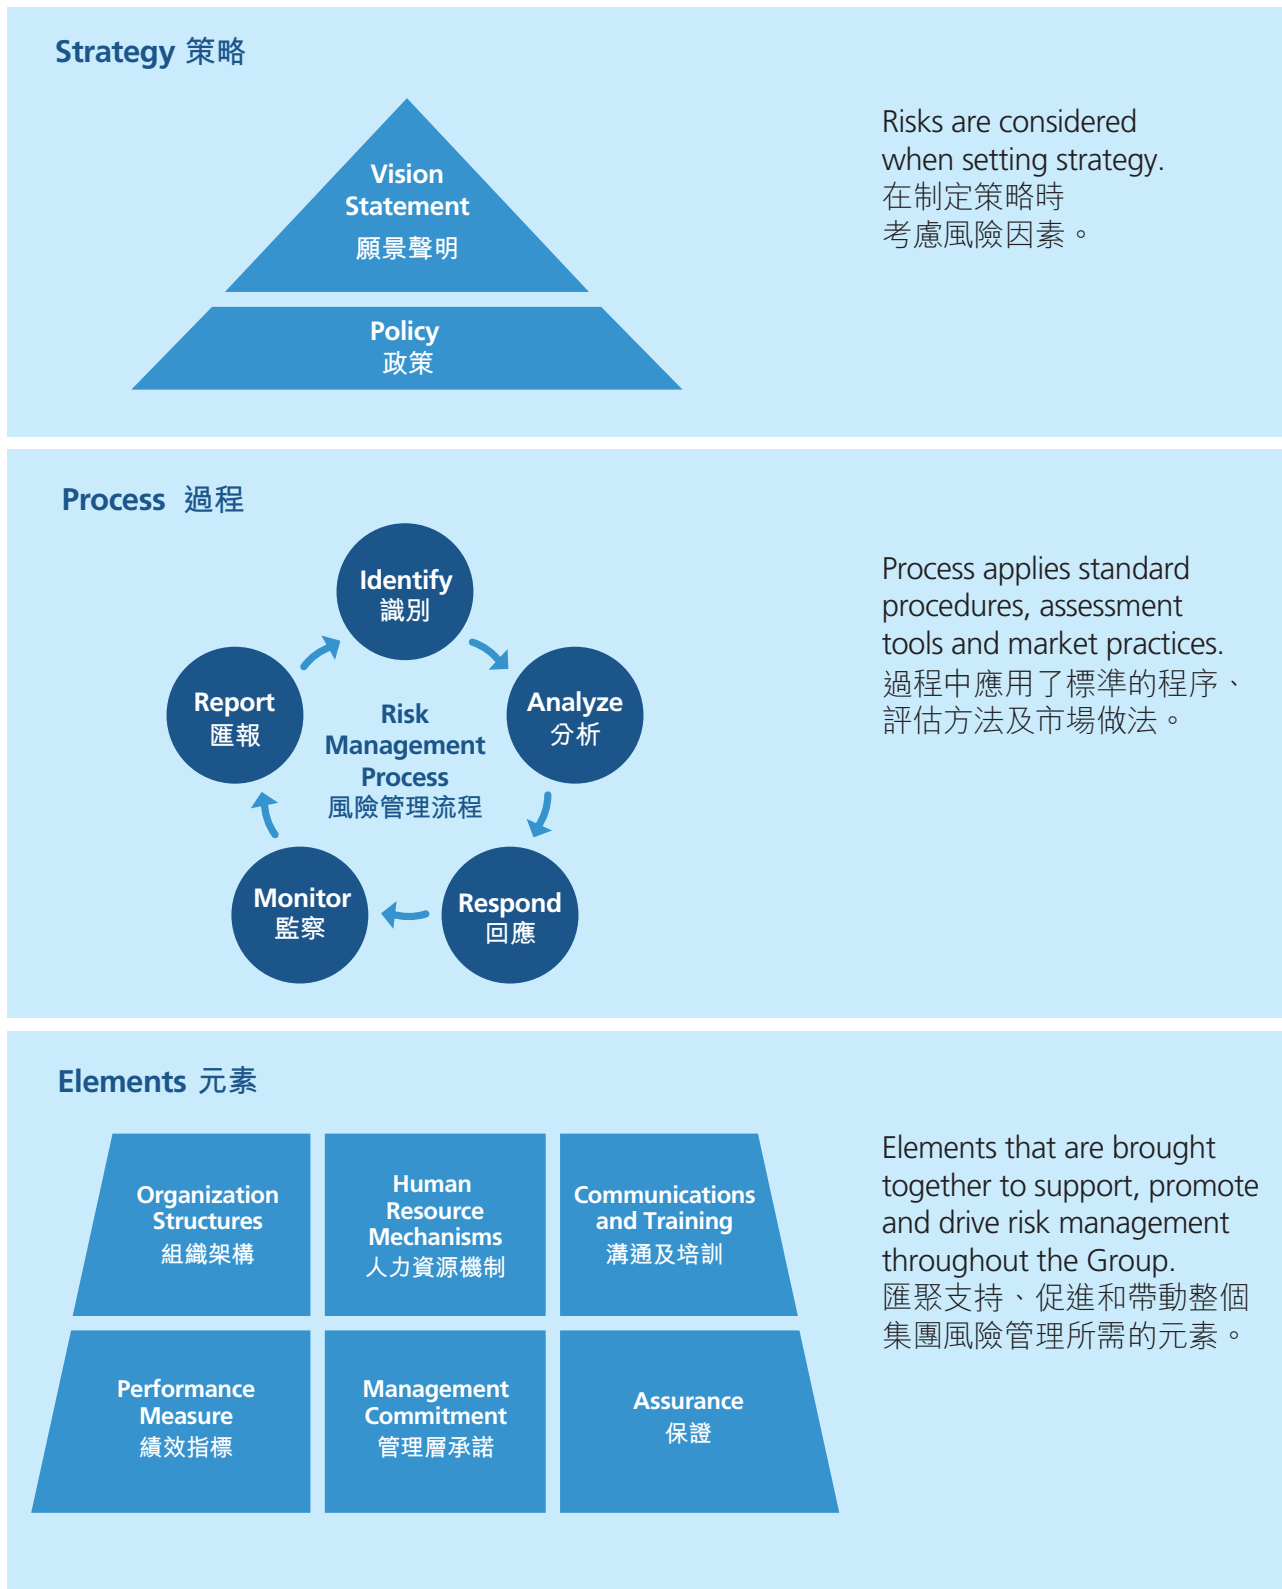 Strategy 策略
Vision
Statement
願景聲明
Policy
政策
Risks are considered
when setting strategy.
在制定策略時
考慮風險因素。
Process 過程
Identify
識別
Analyze
分析
Respond
回應
Monitor
監察
Report
匯報
Risk
Management
Process
風險管理流程
Process applies standard
procedures, assessment
tools and market practices.
過程中應用了標準的程序、
評估方法及市場做法。
Elements 元素
Organization
Structures
組織架構
Human
Resource
Mechanisms
人力資源機制
Communications
and Training
溝通及培訓
Performance
Measure
績效指標
Management
Commitment
管理層承諾
Assurance
保證
Elements that are brought
together to support, promote
and drive risk management
throughout the Group.
匯聚支持、促進和帶動整個
集團風險管理所需的元素。